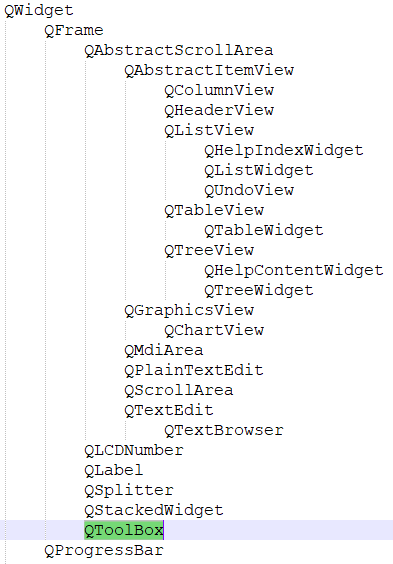 QWidget
QFrame
QAbstractScrollArea
QAbstractItemView
QColumnView
QHeaderView
QListView
QHelpIndexWidget
QListWidget
QUndoView
QTableView
QTableWidget
QTreeView
QHelpContentWidget
QTreeWidget
QGraphicsView
QChartView
QMdiArea
QPlainTextEdit
QScrollArea
QTextEdit
QTextBrowser
QLCDNumber
QLabel
QSplitter
QStackedWidget
QToolBox
QProgressBar